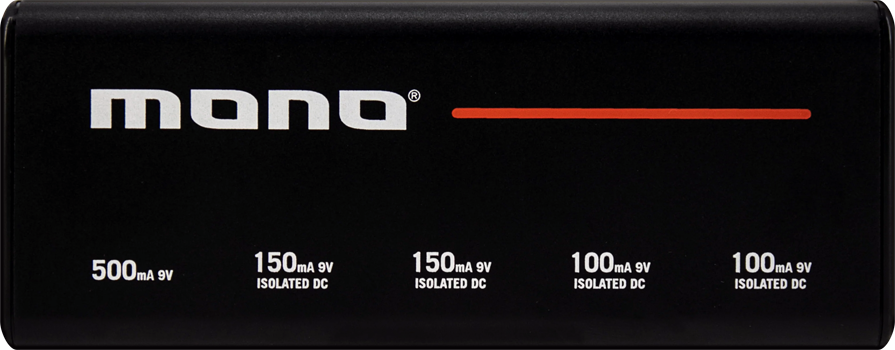 mono®
500mA 9V
150mA 9V
ISOLATED DC
150mA 9V
ISOLATED DC
100mA 9V
ISOLATED DC
100mA 9V
ISOLATED DC